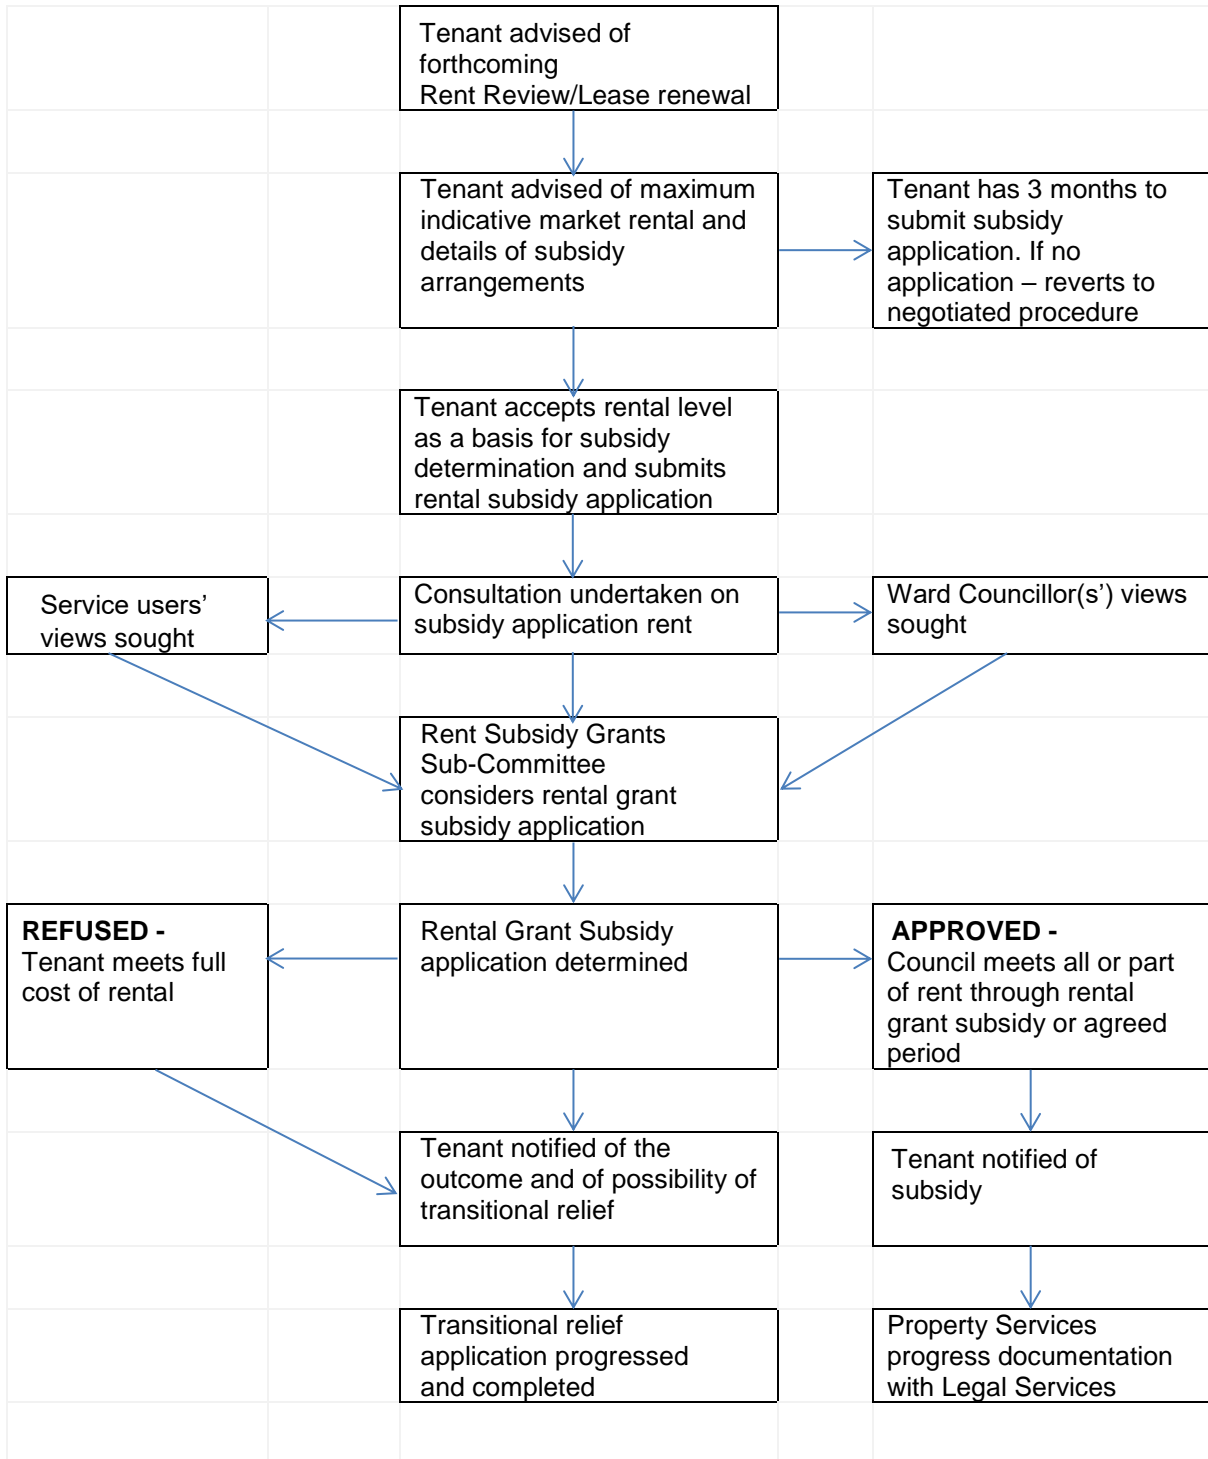 Tenant advised of
forthcoming
Rent Review/Lease renewal
Tenant advised of maximum
indicative market rental and
details of subsidy
arrangements
Tenant has 3 months to
submit subsidy
application. If no
application – reverts to
negotiated procedure
Tenant accepts rental level
as a basis for subsidy
determination and submits
rental subsidy application
Service users’
views sought
Consultation undertaken on
subsidy application rent
Ward Councillor(s’) views
sought
Rent Subsidy Grants
Sub-Committee
considers rental grant
subsidy application
REFUSED -
Tenant meets full
cost of rental
Rental Grant Subsidy
application determined
APPROVED -
Council meets all or part
of rent through rental
grant subsidy or agreed
period
Tenant notified of the
outcome and of possibility of
transitional relief
Tenant notified of
subsidy
Transitional relief
application progressed
and completed
Property Services
progress documentation
with Legal Services